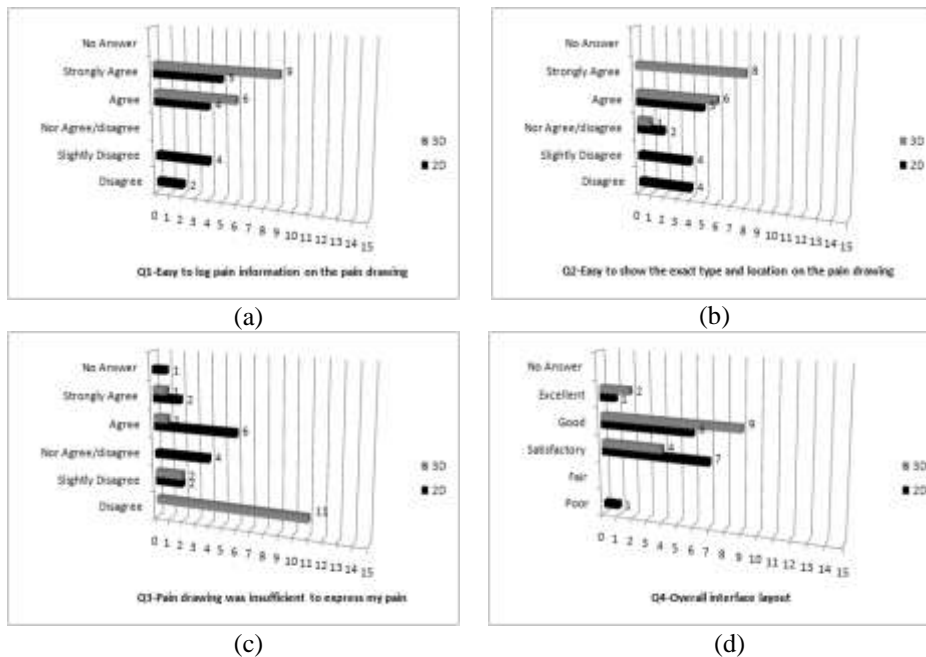 No Answer
Strongly Agree 9
5
Agree 6
4
Nor Agree/disagree
Slightly Disagree 4
Disagree 2
3D
2D
0 1 2 3 4 5 6 7 8 9 10 11 12 13 14 15
Q1-Easy to log pain information on the pain drawing
(a)
No Answer
Strongly Agree 8
Agree 6
5
Nor Agree/disagree 1
2
Slightly Disagree 4
Disagree 4
3D
2D
0 1 2 3 4 5 6 7 8 9 10 11 12 13 14 15
Q2-Easy to show the exact type and location on the pain drawing
(b)
No Answer 1
Strongly Agree 1
2
Agree 1
6
Nor Agree/disagree 4
Slightly Disagree 2
2
Disagree 11
3D
2D
0 1 2 3 4 5 6 7 8 9 10 11 12 13 14 15
Q3-Pain drawing was insufficient to express my pain
(c)
No Answer
Excellent 2
1
Good 9
Satisfactory 4
7
Fair
Poor 1
3D
2D
0 1 2 3 4 5 6 7 8 9 10 11 12 13 14 15
Q4-Overall interface layout
(d)